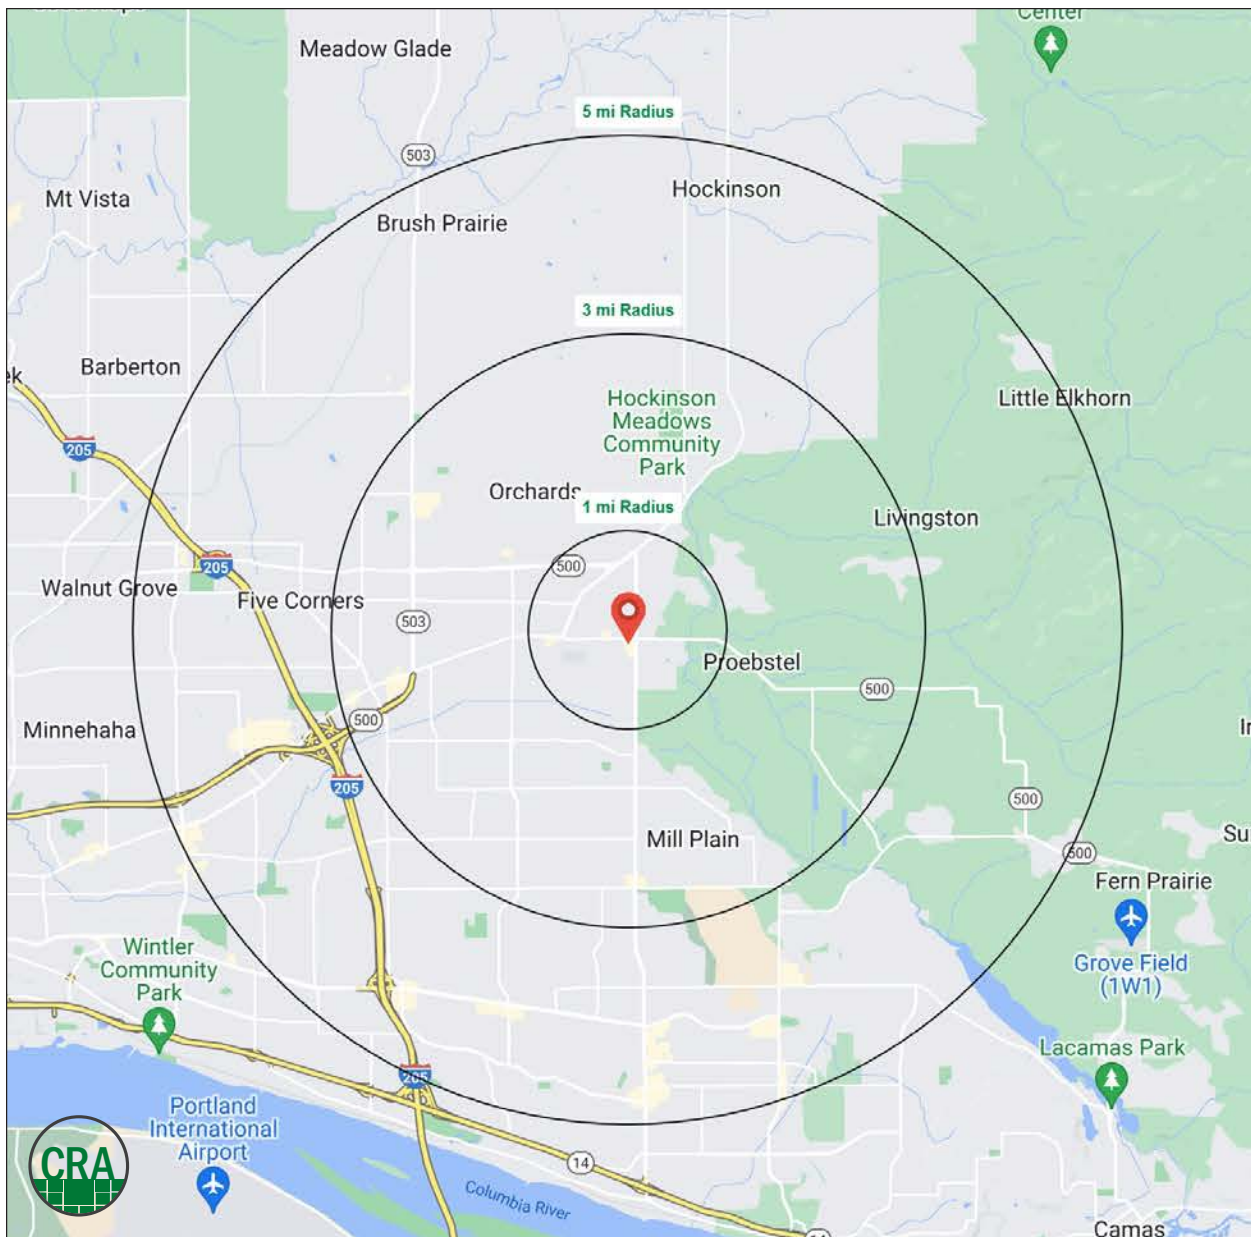 Center
Meadow Glade
5 mi Radius
503
Hockinson
Mt Vista
Brush Prairie
3 mi Radius
Barberton
Little Elkhorn
Hockinson
Meadows
Community
Park
205
Orchards
1 mi Radius
Livingston
500
205
Walnut Grove
Five Corners
503
Proebstel
500
500
Minnehaha
205
500
Mill Plain
500
Fern Prairie
Wintler
Community
Park
Grove Field
(1W1)
Lacamas Park
205
Portland
International
Airport
14
CRA
Columbia River
Camas